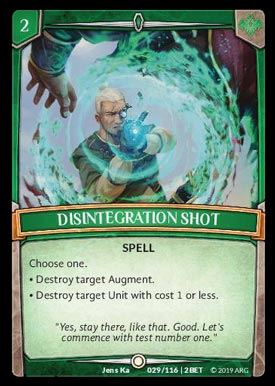 2
DISINTEGRATION SHOT
SPELL
Choose one.
• Destroy target Augment.
• Destroy target Unit with cost 1 or less.
"Yes, stay there, like that. Good. Let's
commence with test number one."
Jens Ka 029/116 | 2BET © 2019 ARG